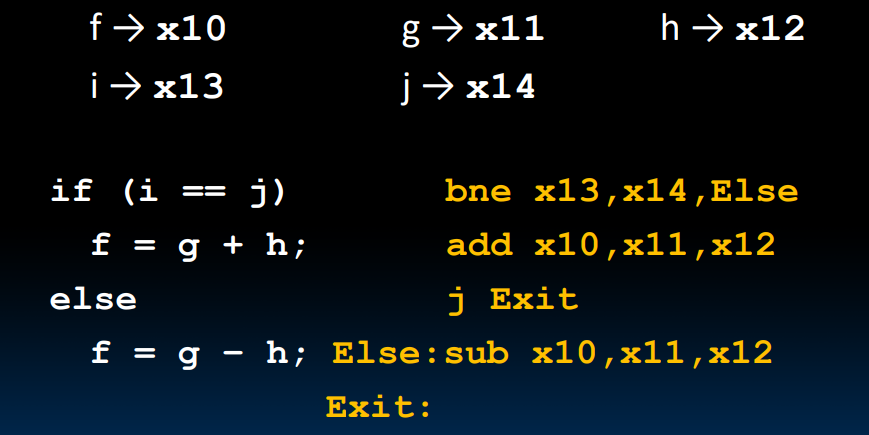 f → x10 g → x11 h → x12
i → x13 j → x14
if (i == j) bne x13,x14,Else
f = g + h; add x10,x11,x12
else j Exit
f = g - h; Else:sub x10,x11,x12
Exit: